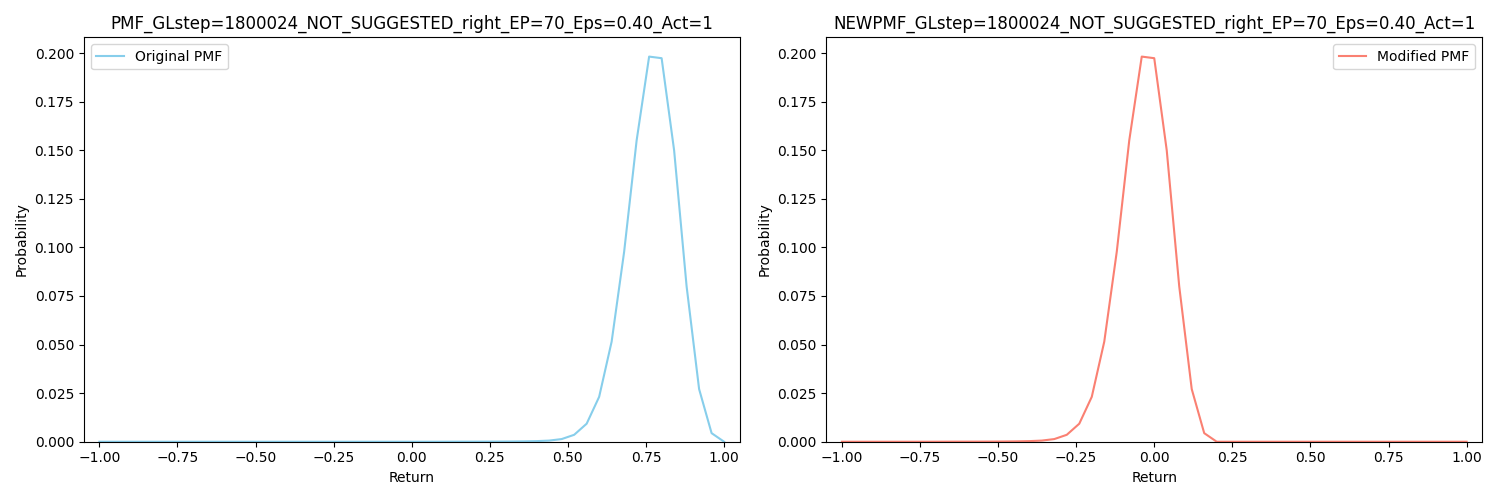 PMF_GLstep=1800024_NOT_SUGGESTED_right_EP=70_Eps=0.40_Act=1
Original PMF
0.200
0.175
0.150
0.125
0.100
0.075
0.050
0.025
0.000
Probability
−1.00 −0.75 −0.50 −0.25 0.00 0.25 0.50 0.75 1.00
Return
NEWPMF_GLstep=1800024_NOT_SUGGESTED_right_EP=70_Eps=0.40_Act=1
Modified PMF
0.200
0.175
0.150
0.125
0.100
0.075
0.050
0.025
0.000
Probability
−1.00 −0.75 −0.50 −0.25 0.00 0.25 0.50 0.75 1.00
Return